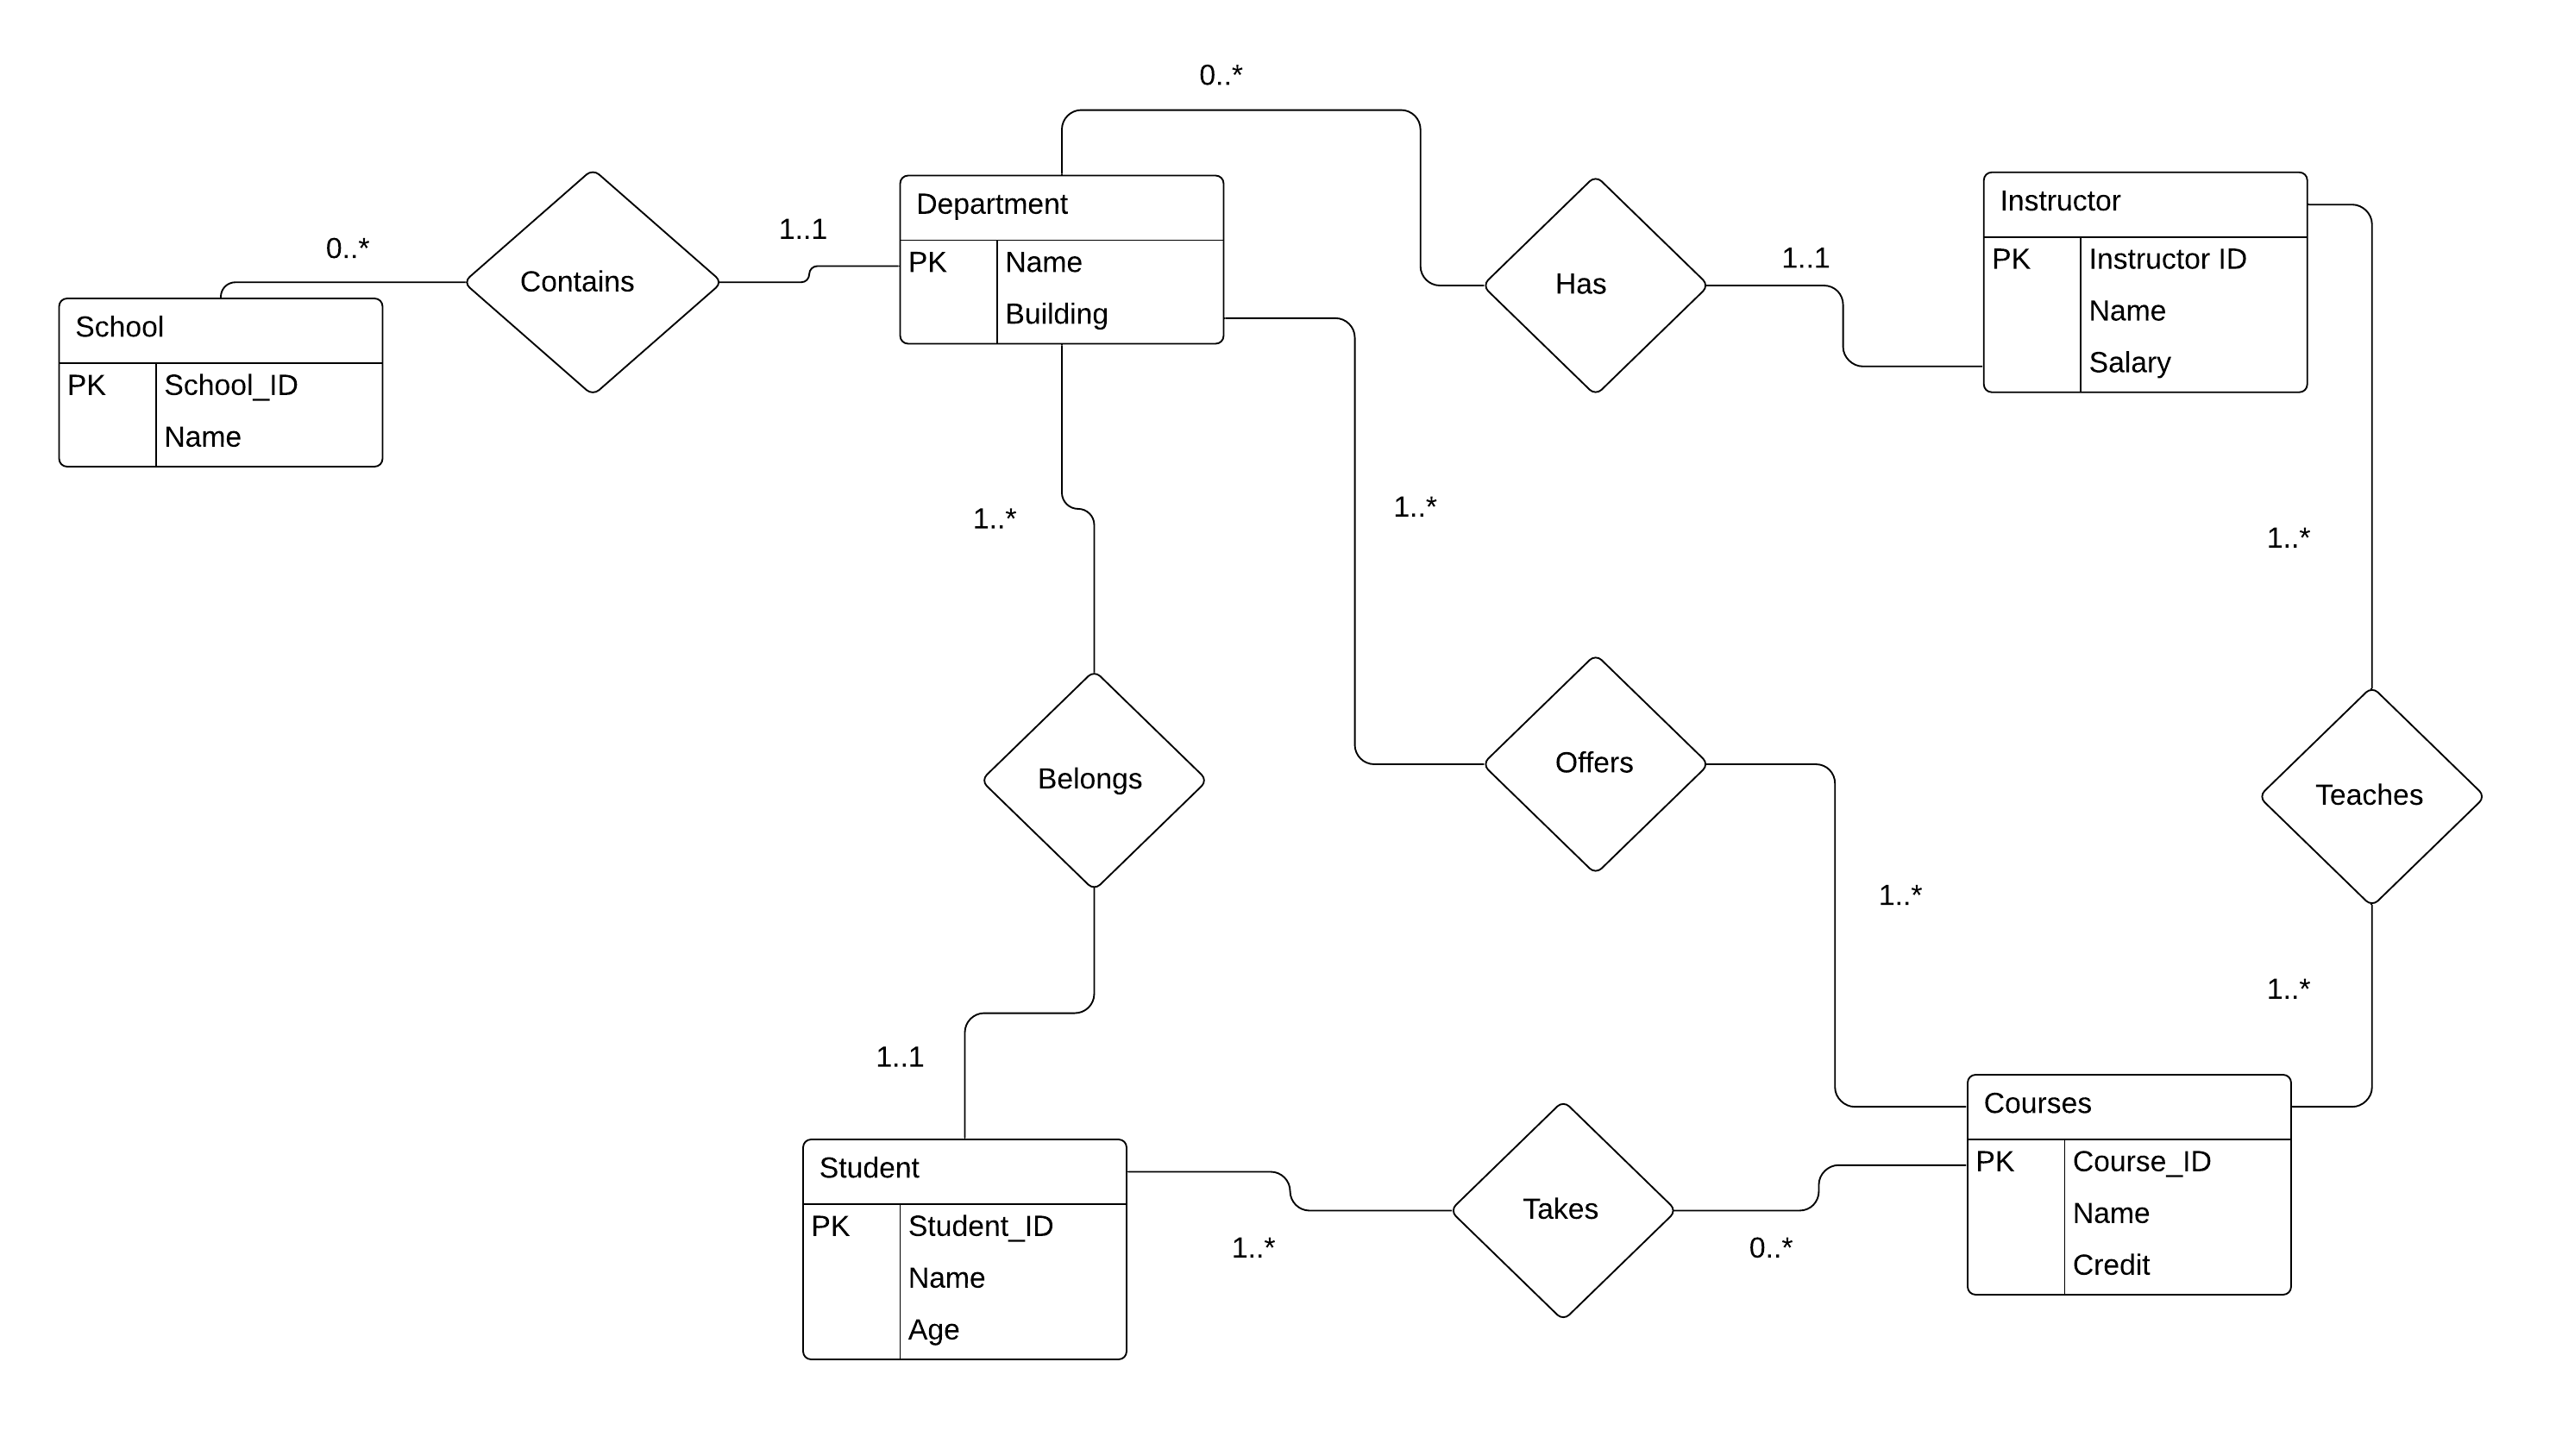 0..*
Department
PK Name
Building
Contains
0..*
1..1
School
PK School_ID
Name
Has
1..1
Instructor
PK Instructor ID
Name
Salary
1..*
1..*
1..*
Belongs
Offers
Teaches
1..*
1..*
1..1
Student
PK Student_ID
Name
Age
1..*
Takes
0..*
Courses
PK Course_ID
Name
Credit